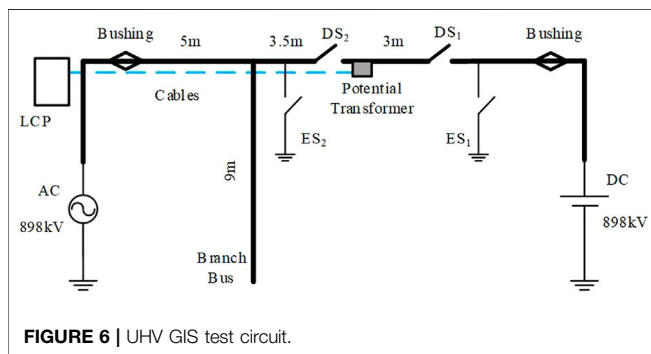 Bushing
5m
3.5m
DS2
3m
DS1
Bushing
LCP
Cables
Potential
Transformer
ES2
ES1
9m
AC
898kV
DC
898kV
Branch
Bus
FIGURE 6 | UHV GIS test circuit.